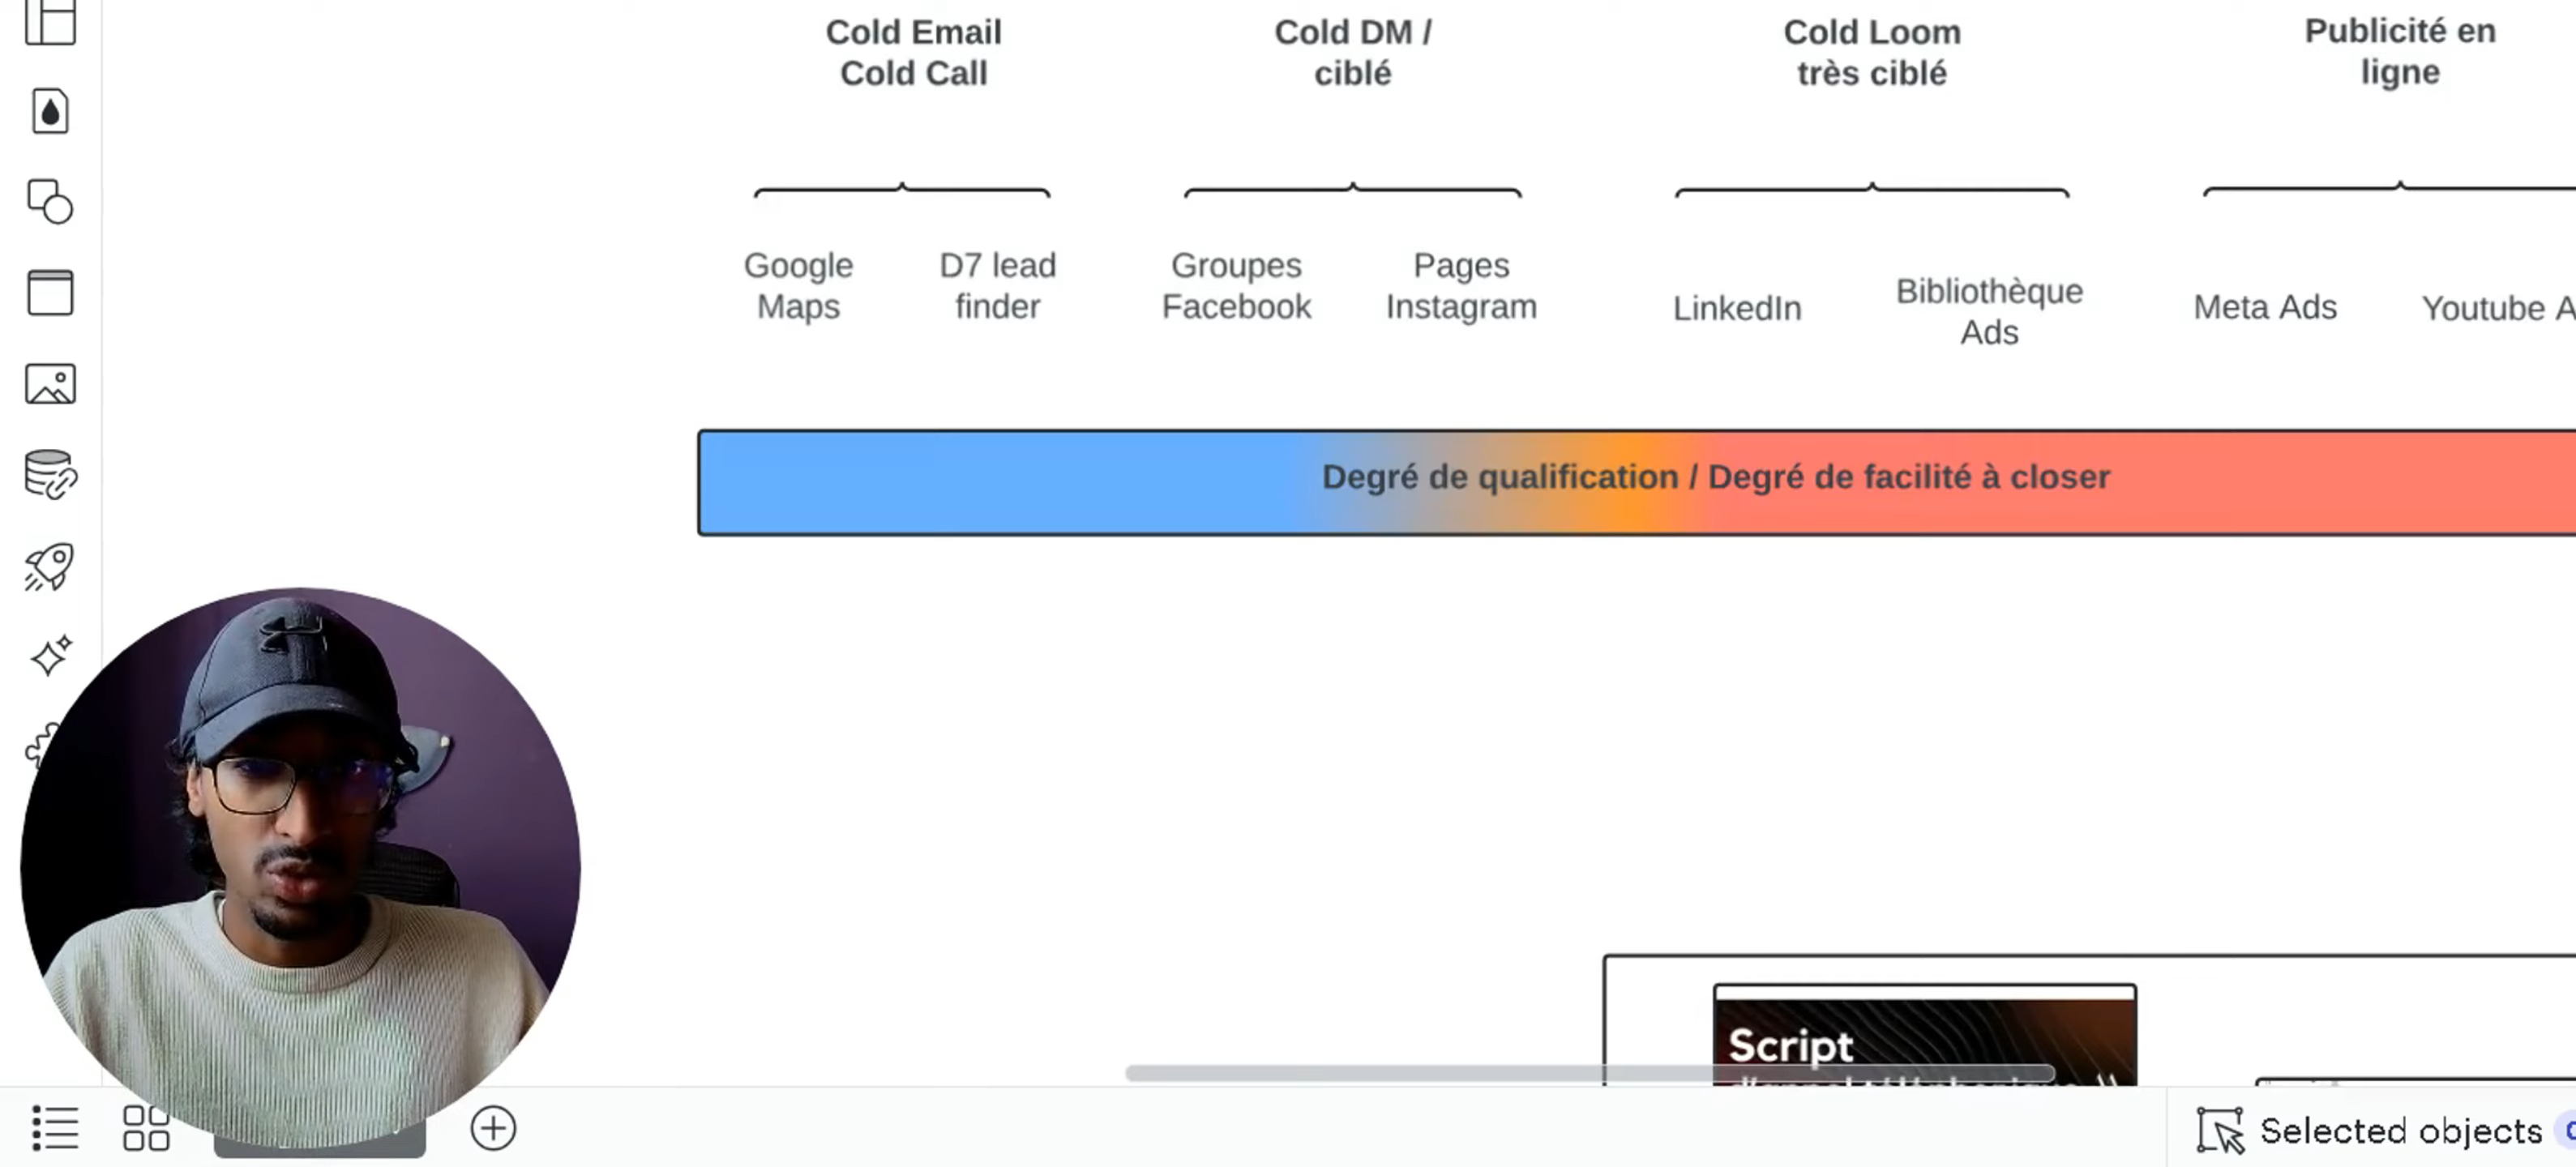 Cold Email
Cold Call
Cold DM /
ciblé
Cold Loom
très ciblé
Publicité en
ligne
Google
Maps
D7 lead
finder
Groupes
Facebook
Pages
Instagram
LinkedIn
Bibliothèque
Ads
Meta Ads
Youtube A
Degré de qualification / Degré de facilité à closer
Script
Selected objects